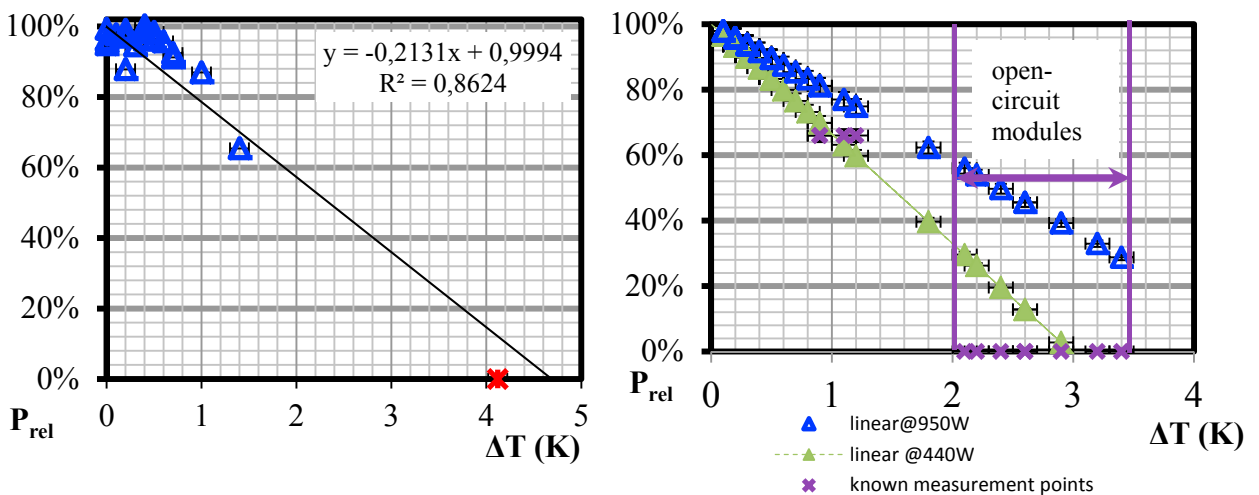 100%
80%
60%
40%
20%
0%
y = -0,2131x + 0,9994
R² = 0,8624
0 1 2 3 4 5
P rel
ΔT (K)
100%
80%
60%
40%
20%
0%
open-
circuit
modules
0 1 2 3 4
P rel
ΔT (K)
linear@950W
linear @440W
known measurement points